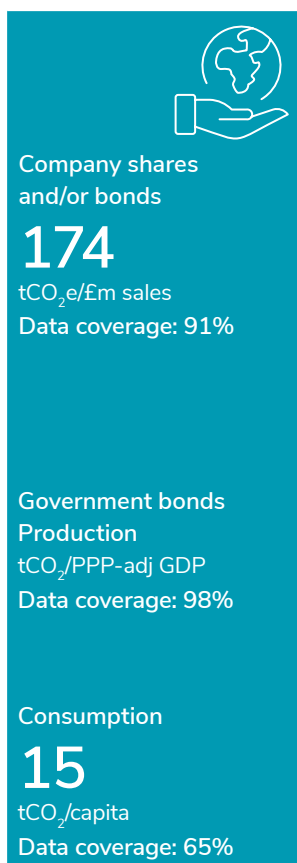 Company shares
and/or bonds
174
tCO₂e/£m sales
Data coverage: 91%
Government bonds
Production
tCO₂/PPP-adj GDP
Data coverage: 98%
Consumption
15
tCO₂/capita
Data coverage: 65%